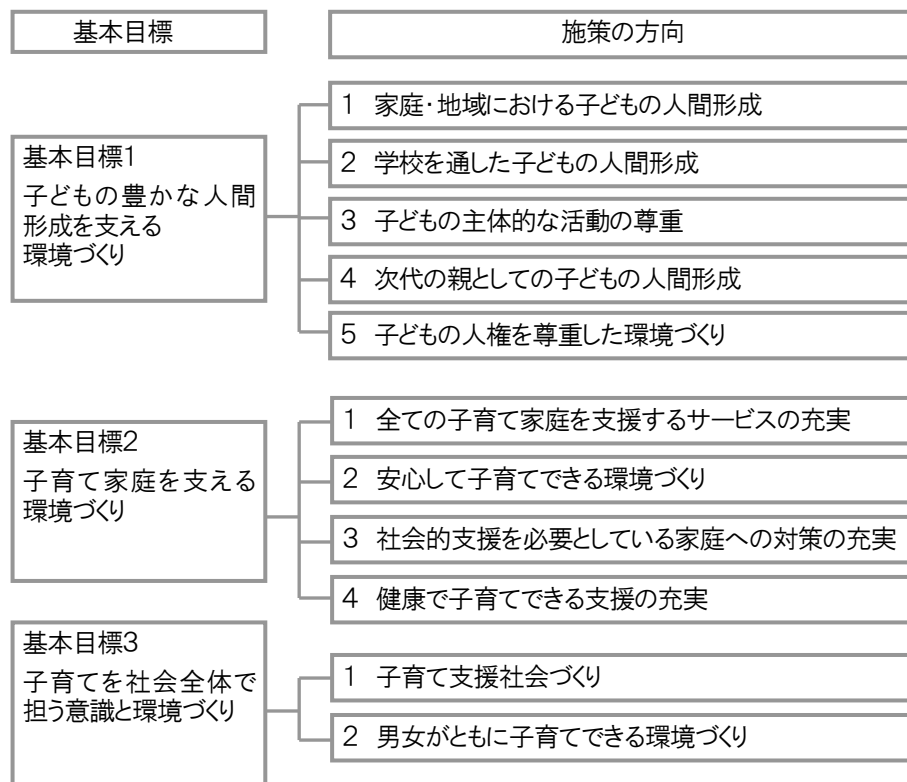 基本目標
施策の方向
基本目標1
子どもの豊かな人間
形成を支える
環境づくり
1 家庭・地域における子どもの人間形成
2 学校を通した子どもの人間形成
3 子どもの主体的な活動の尊重
4 次代の親としての子どもの人間形成
5 子どもの人権を尊重した環境づくり
基本目標2
子育て家庭を支える
環境づくり
1 全ての子育て家庭を支援するサービスの充実
2 安心して子育てできる環境づくり
3 社会的支援を必要としている家庭への対策の充実
4 健康で子育てできる支援の充実
基本目標3
子育てを社会全体で
担う意識と環境づくり
1 子育て支援社会づくり
2 男女がともに子育てできる環境づくり